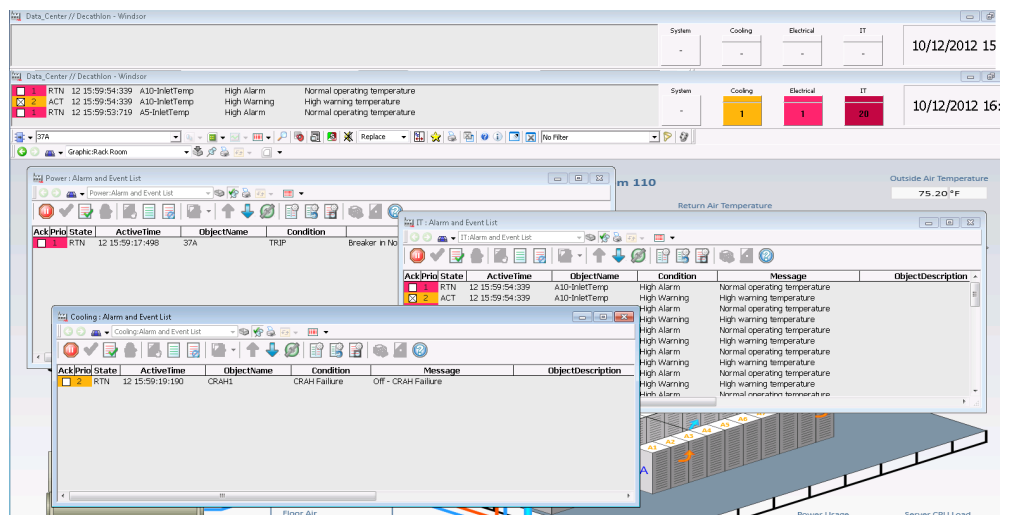 Data_Center // Decathlon - Windsor
System Cooling Electrical IT
- - - - 10/12/2012 15
Data_Center // Decathlon - Windsor
1 RTN 12 15:59:54:339 A10-InletTemp High Alarm Normal operating temperature
2 ACT 12 15:59:54:339 A10-InletTemp High Warning High warning temperature
1 RTN 12 15:59:53:719 A5-InletTemp High Alarm Normal operating temperature
System Cooling Electrical IT
- 1 1 20 10/12/2012 16:
37A Replace No Filter
Graphic:Rack Room
m 110
Outside Air Temperature
75.20 °F
Return Air Temperature
Power : Alarm and Event List
Power:Alarm and Event List
Ack Prio State ActiveTime ObjectName Condition
1 RTN 12 15:59:17:498 37A TRIP Breaker in No
IT : Alarm and Event List
IT:Alarm and Event List
Ack Prio State ActiveTime ObjectName Condition Message ObjectDescription
1 RTN 12 15:59:54:339 A10-InletTemp High Alarm Normal operating temperature
2 ACT 12 15:59:54:339 A10-InletTemp High Warning High warning temperature
High Alarm Normal operating temperature
High Warning High warning temperature
High Alarm Normal operating temperature
High Warning High warning temperature
High Alarm Normal operating temperature
High Warning High warning temperature
High Alarm Normal operating temperature
High Warning High warning temperature
High Alarm Normal operating temperature
Cooling : Alarm and Event List
Cooling:Alarm and Event List
Ack Prio State ActiveTime ObjectName Condition Message ObjectDescription
2 RTN 12 15:59:19:190 CRAH1 CRAH Failure Off - CRAH Failure
A1 A2 A3 A4 A5 A6
A
Floor Air
Power Usage
Server CPU Load